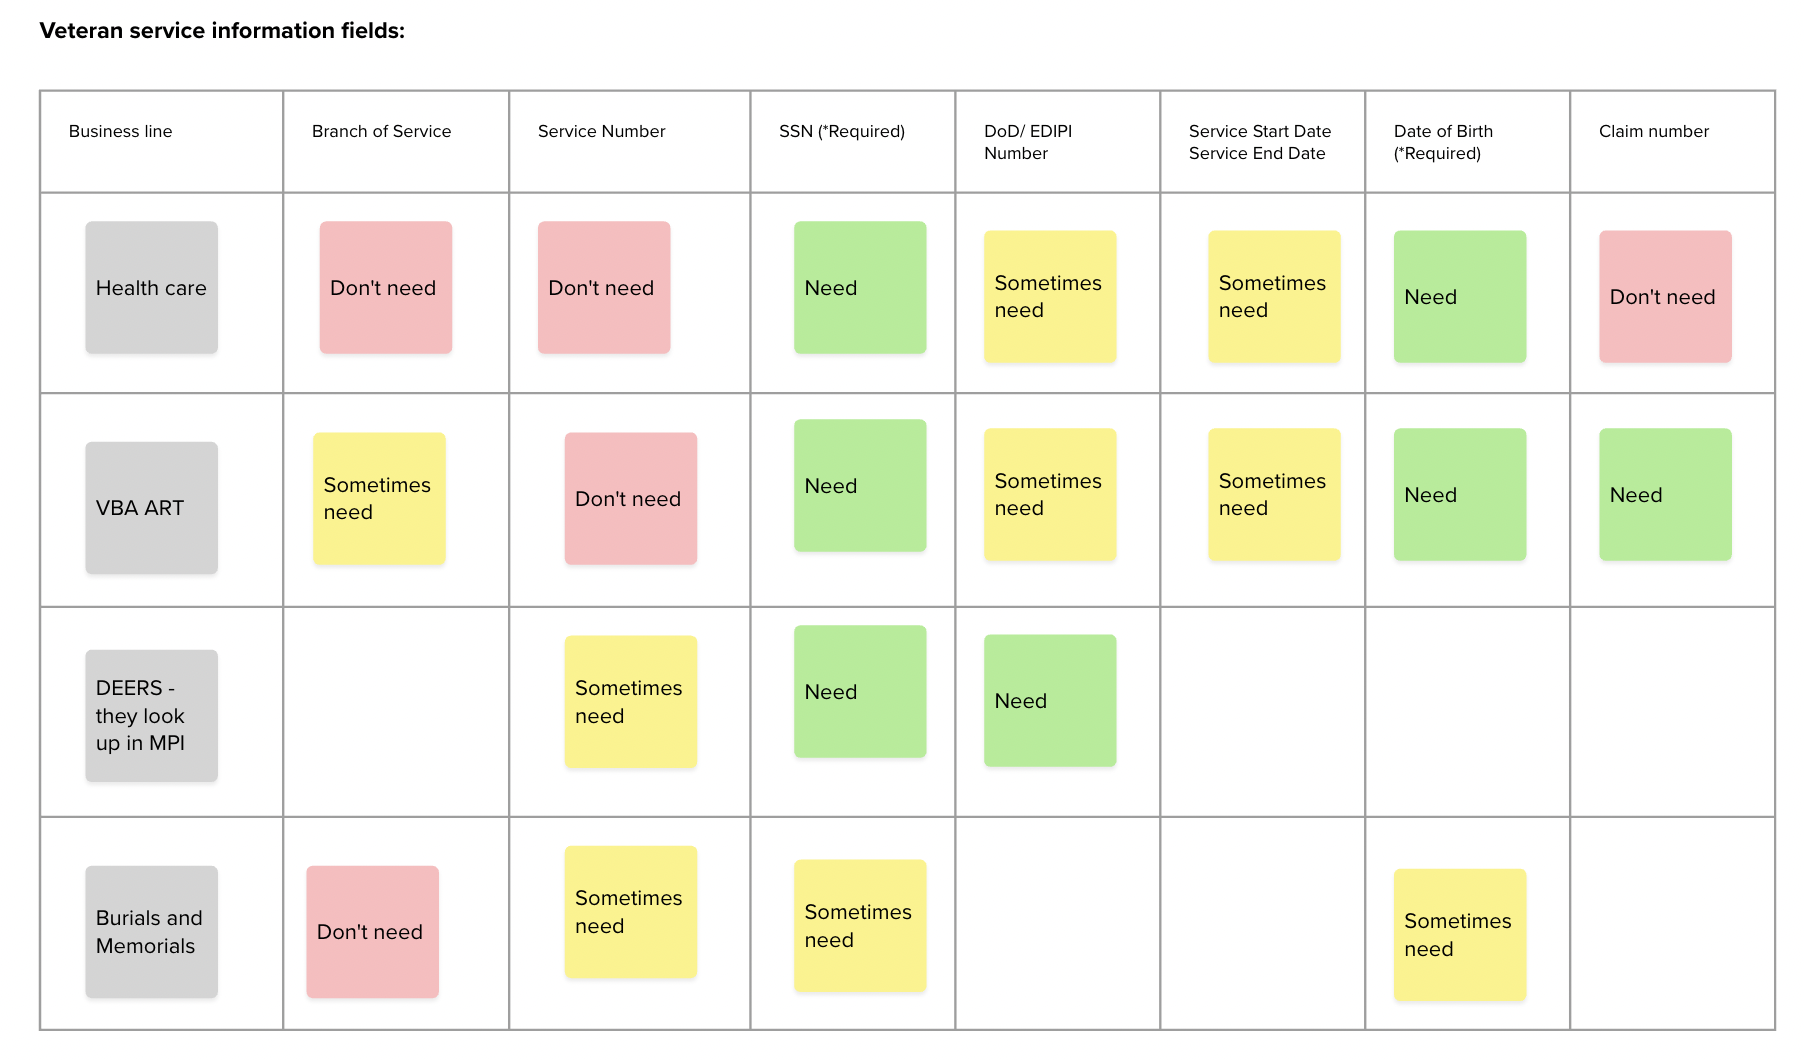 Veteran service information fields:
Business line
Branch of Service
Service Number
SSN (*Required)
DoD/ EDIPI
Number
Service Start Date
Service End Date
Date of Birth
(*Required)
Claim number
Health care
Don't need
Don't need
Need
Sometimes
need
Sometimes
need
Need
Don't need
VBA ART
Sometimes
need
Don't need
Need
Sometimes
need
Sometimes
need
Need
Need
DEERS -
they look
up in MPI
Sometimes
need
Need
Need
Burials and
Memorials
Don't need
Sometimes
need
Sometimes
need
Sometimes
need